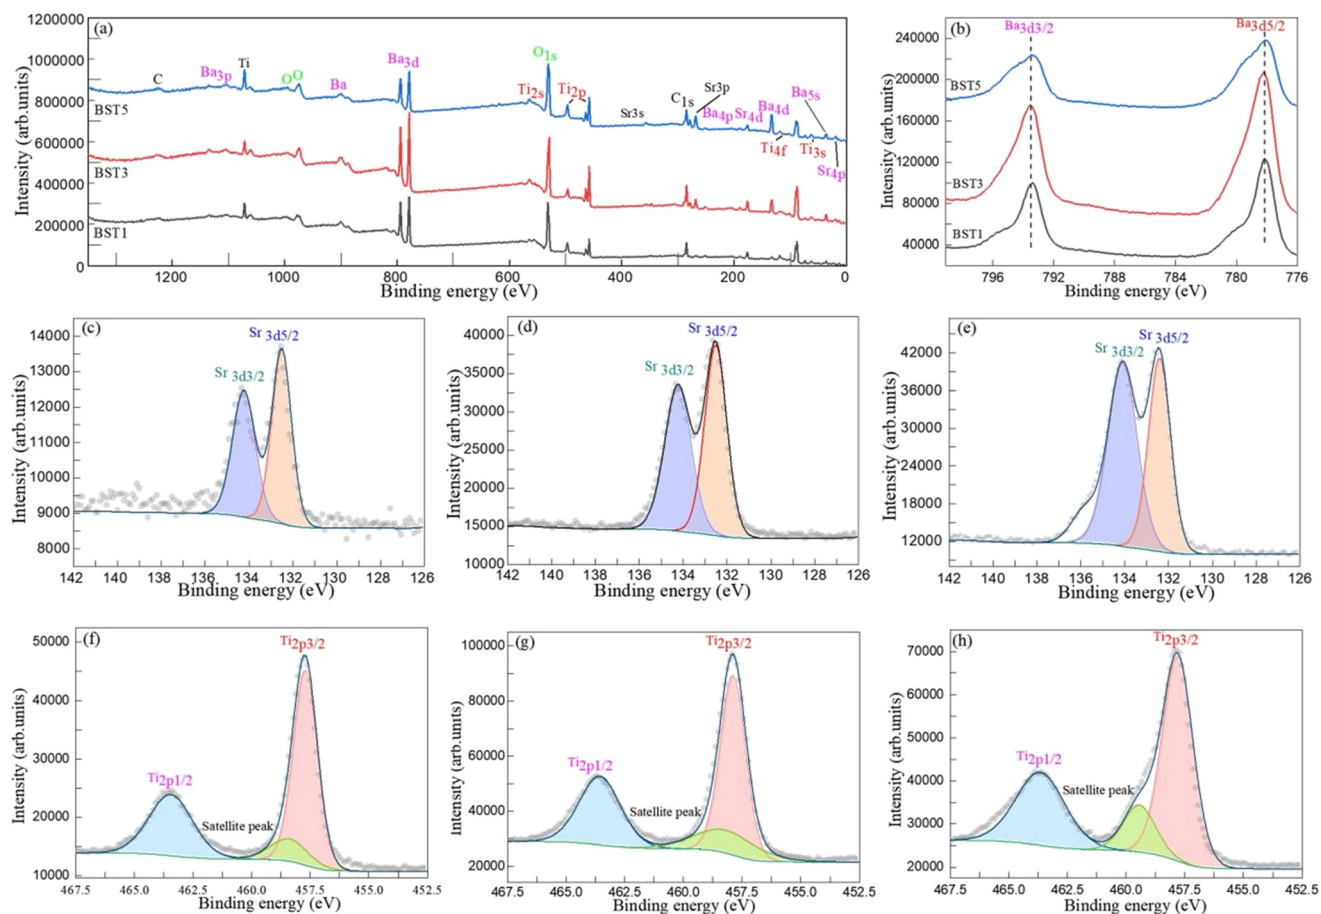 (a)
Intensity (arb.units)
1200000
1000000
800000
600000
400000
200000
0
C
Ba3p
Ti
O
O
Ba
Ba3d
O1s
Ti2s
Ti2p
Sr3s
C1s
Sr3p
Ba4p
Sr4d
Ba4d
Ba5s
Ti4f
Ti3s
Sr4p
BST5
BST3
BST1
1200
1000
800
600
400
200
0
Binding energy (eV)
(b)
Ba3d3/2
Ba3d5/2
Intensity (arb.units)
240000
200000
160000
120000
80000
40000
BST5
BST3
BST1
796
792
788
784
780
776
Binding energy (eV)
(c)
Sr 3d5/2
Sr 3d3/2
Intensity (arb.units)
14000
13000
12000
11000
10000
9000
8000
142 140 138 136 134 132 130 128 126
Binding energy (eV)
(d)
Sr 3d5/2
Sr 3d3/2
Intensity (arb.units)
40000
35000
30000
25000
20000
15000
10000
142 140 138 136 134 132 130 128 126
Binding energy (eV)
(e)
Sr 3d5/2
Sr 3d3/2
Intensity (arb.units)
42000
36000
30000
24000
18000
12000
142 140 138 136 134 132 130 128 126
Binding energy (eV)
(f)
Ti2p3/2
Ti2p1/2
Satellite peak
Intensity (arb.units)
50000
40000
30000
20000
10000
467.5 465.0 462.5 460.0 457.5 455.0 452.5
Binding energy (eV)
(g)
Ti2p3/2
Ti2p1/2
Satellite peak
Intensity (arb.units)
100000
80000
60000
40000
20000
467.5 465.0 462.5 460.0 457.5 455.0 452.5
Binding energy (eV)
(h)
Ti2p3/2
Ti2p1/2
Satellite peak
Intensity (arb.units)
70000
60000
50000
40000
30000
20000
467.5 465.0 462.5 460.0 457.5 455.0 452.5
Binding energy (eV)